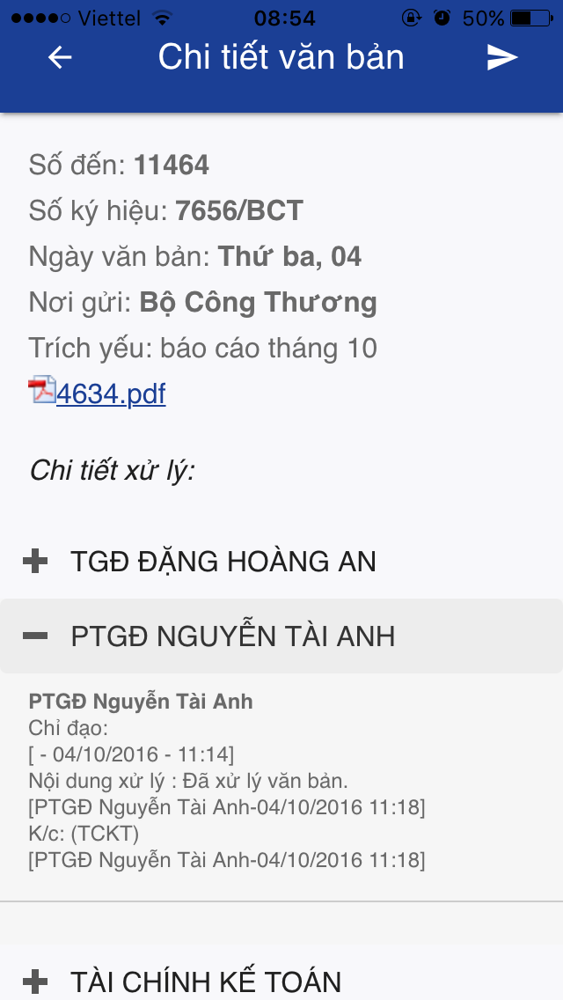 Viettel 08:54 50%
Chi tiết văn bản
Số đến: 11464
Số ký hiệu: 7656/BCT
Ngày văn bản: Thứ ba, 04
Nơi gửi: Bộ Công Thương
Trích yếu: báo cáo tháng 10
4634.pdf
Chi tiết xử lý:
TGĐ ĐẶNG HOÀNG AN
PTGĐ NGUYỄN TÀI ANH
PTGĐ Nguyễn Tài Anh
Chỉ đạo:
[ - 04/10/2016 - 11:14]
Nội dung xử lý : Đã xử lý văn bản.
[PTGĐ Nguyễn Tài Anh-04/10/2016 11:18]
K/c: (TCKT)
[PTGĐ Nguyễn Tài Anh-04/10/2016 11:18]
TÀI CHÍNH KẾ TOÁN